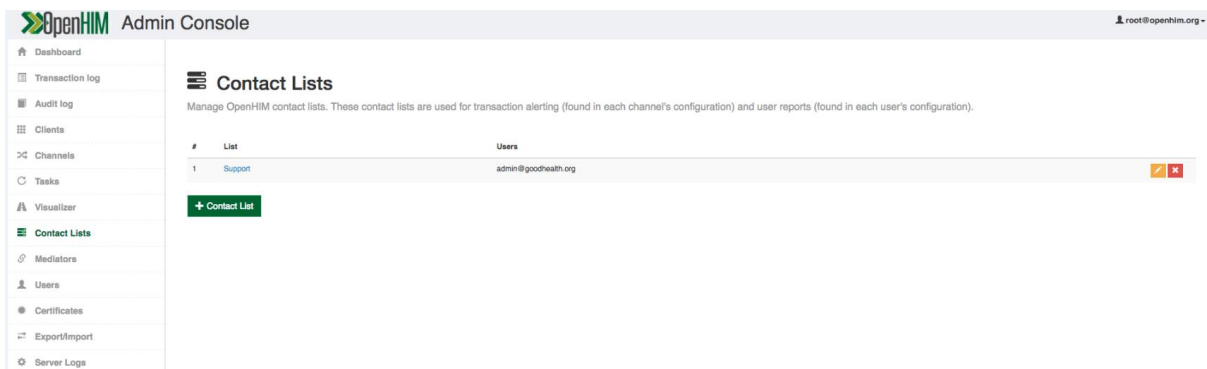 OpenHIM Admin Console
root@openhim.org
Dashboard
Transaction log
Audit log
Clients
Channels
Tasks
Visualizer
Contact Lists
Mediators
Users
Certificates
Export/Import
Server Logs
Contact Lists
Manage OpenHIM contact lists. These contact lists are used for transaction alerting (found in each channel's configuration) and user reports (found in each user's configuration).
# List Users
1 Support admin@goodhealth.org
+ Contact List